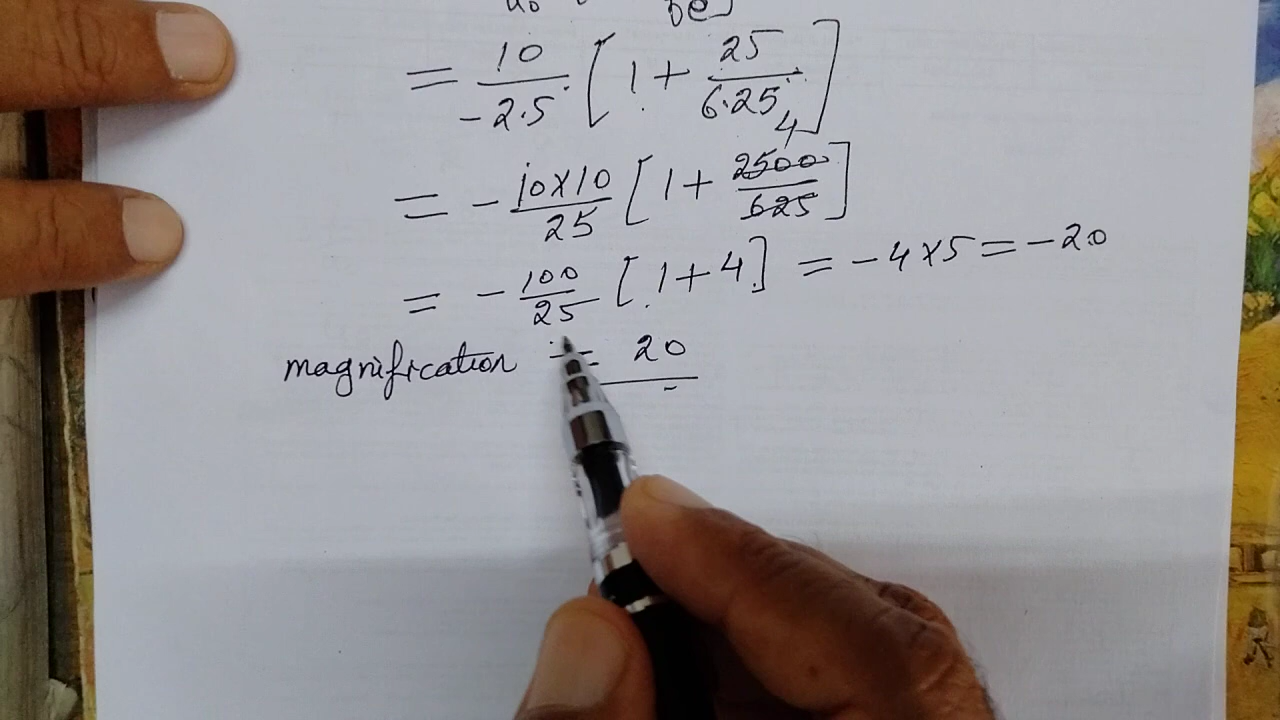 = 10/-2.5 [1 + 25/6.25]
= - 10×10/25 [1 + 2500/625] 4
= - 100/25 [1+4] = -4×5 = -20
magnification = 20